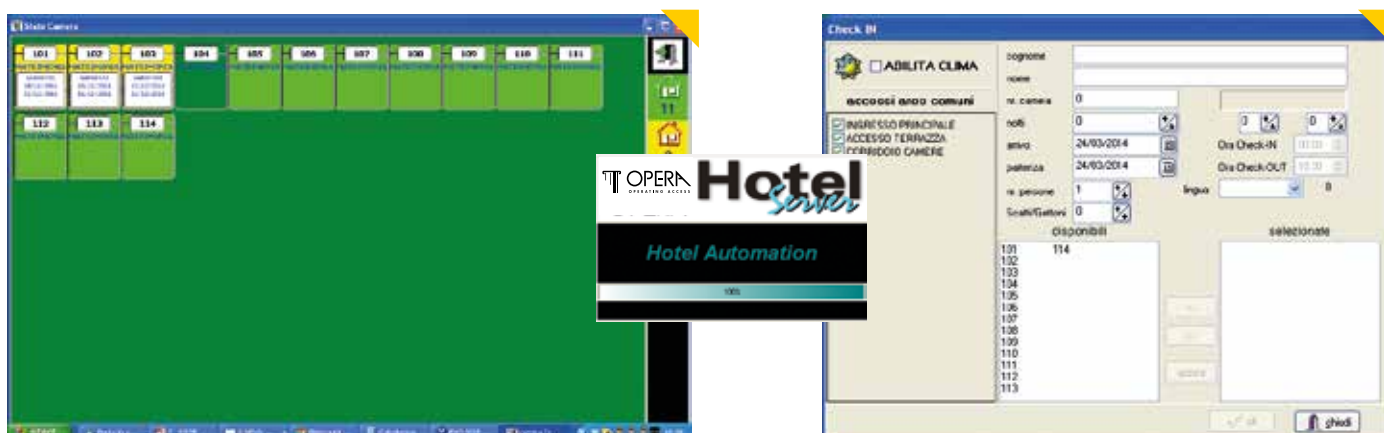 Stato Camera
101 102 103 104 105 106 107 108 109 110 111
112 113 114
11
OPERA
OPERATING ACCESS
Hotel
Server
Hotel Automation
100%
Check IN
ABILITA CLIMA
accessi aree comuni
INGRESSO PRINCIPALE
ACCESSO TERRAZZA
CORRIDOIO CAMERE
cognome
nome
nr. camera 0
notti 0 0 0
arrivo 24/03/2014 Ora Check-IN
partenza 24/03/2014 Ora Check-OUT
nr. persone 1 lingua 0
Scatti/Gettoni 0
disponibili selezionate
101 114
102
103
104
105
106
107
108
109
110
111
112
113
ok chiudi